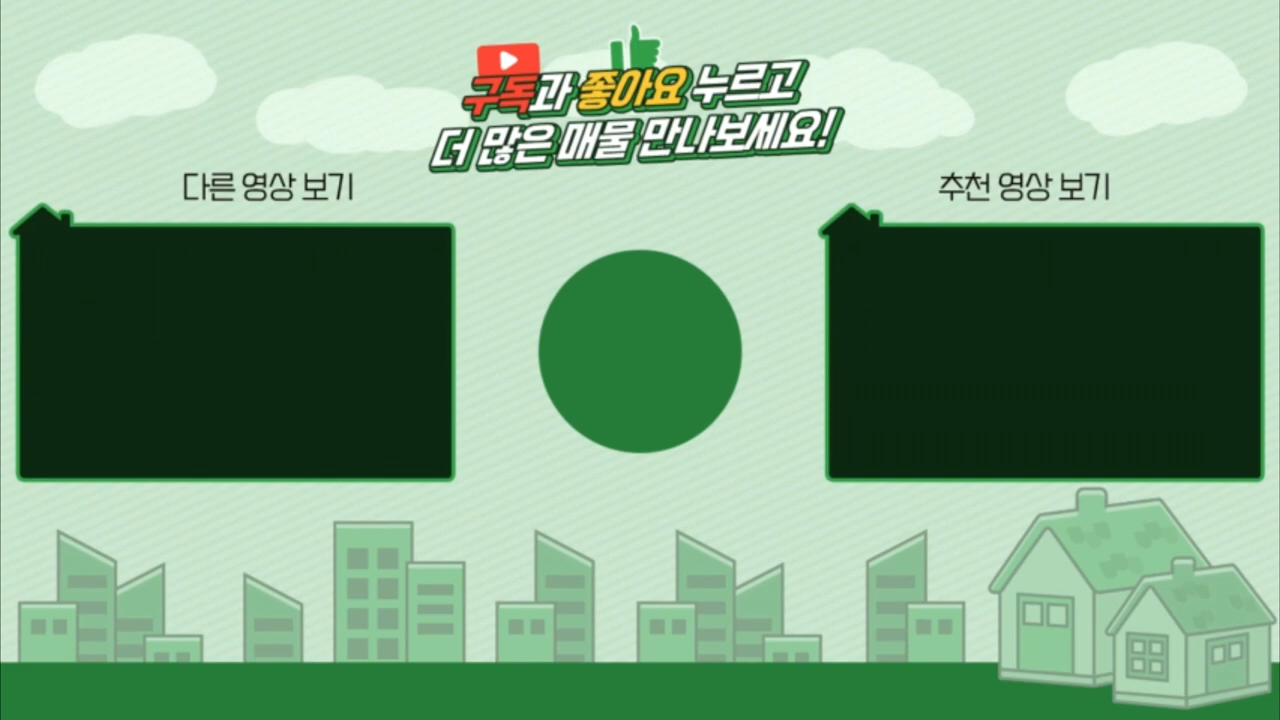 구독과 좋아요 누르고
더 많은 매물 만나보세요!
다른 영상 보기
추천 영상 보기